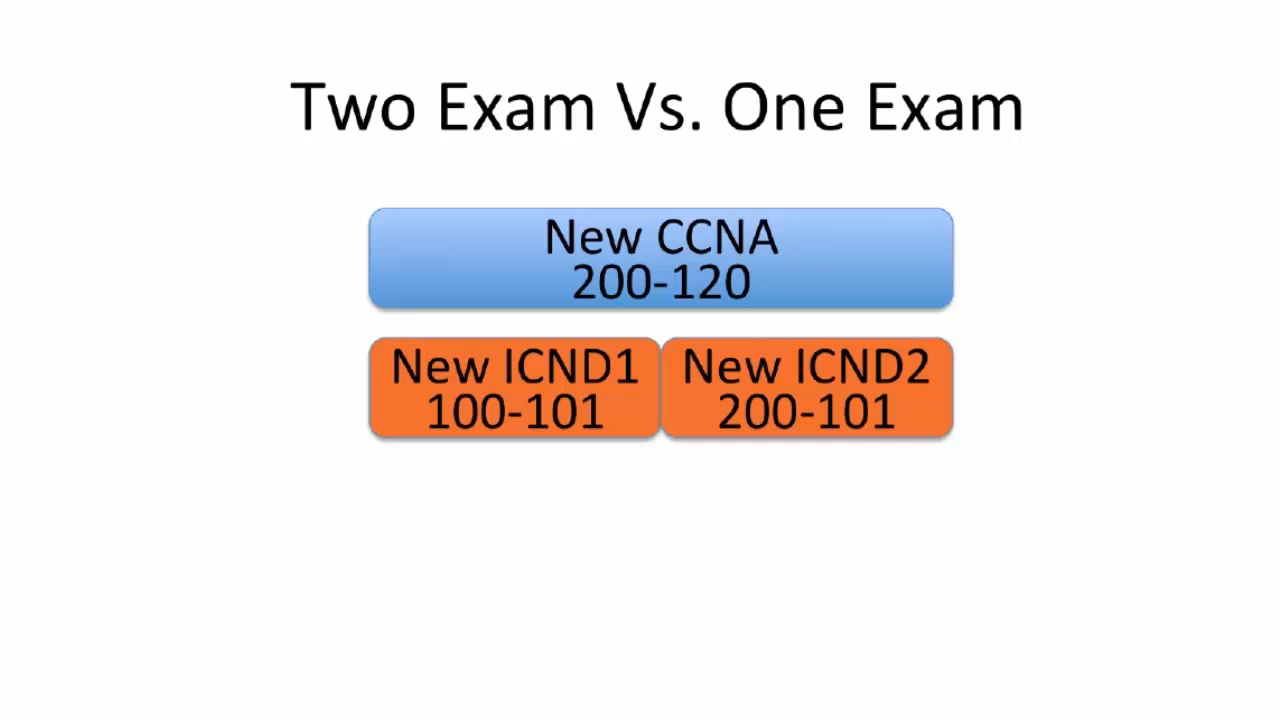 Two Exam Vs. One Exam
New CCNA
200-120
New ICND1
100-101
New ICND2
200-101